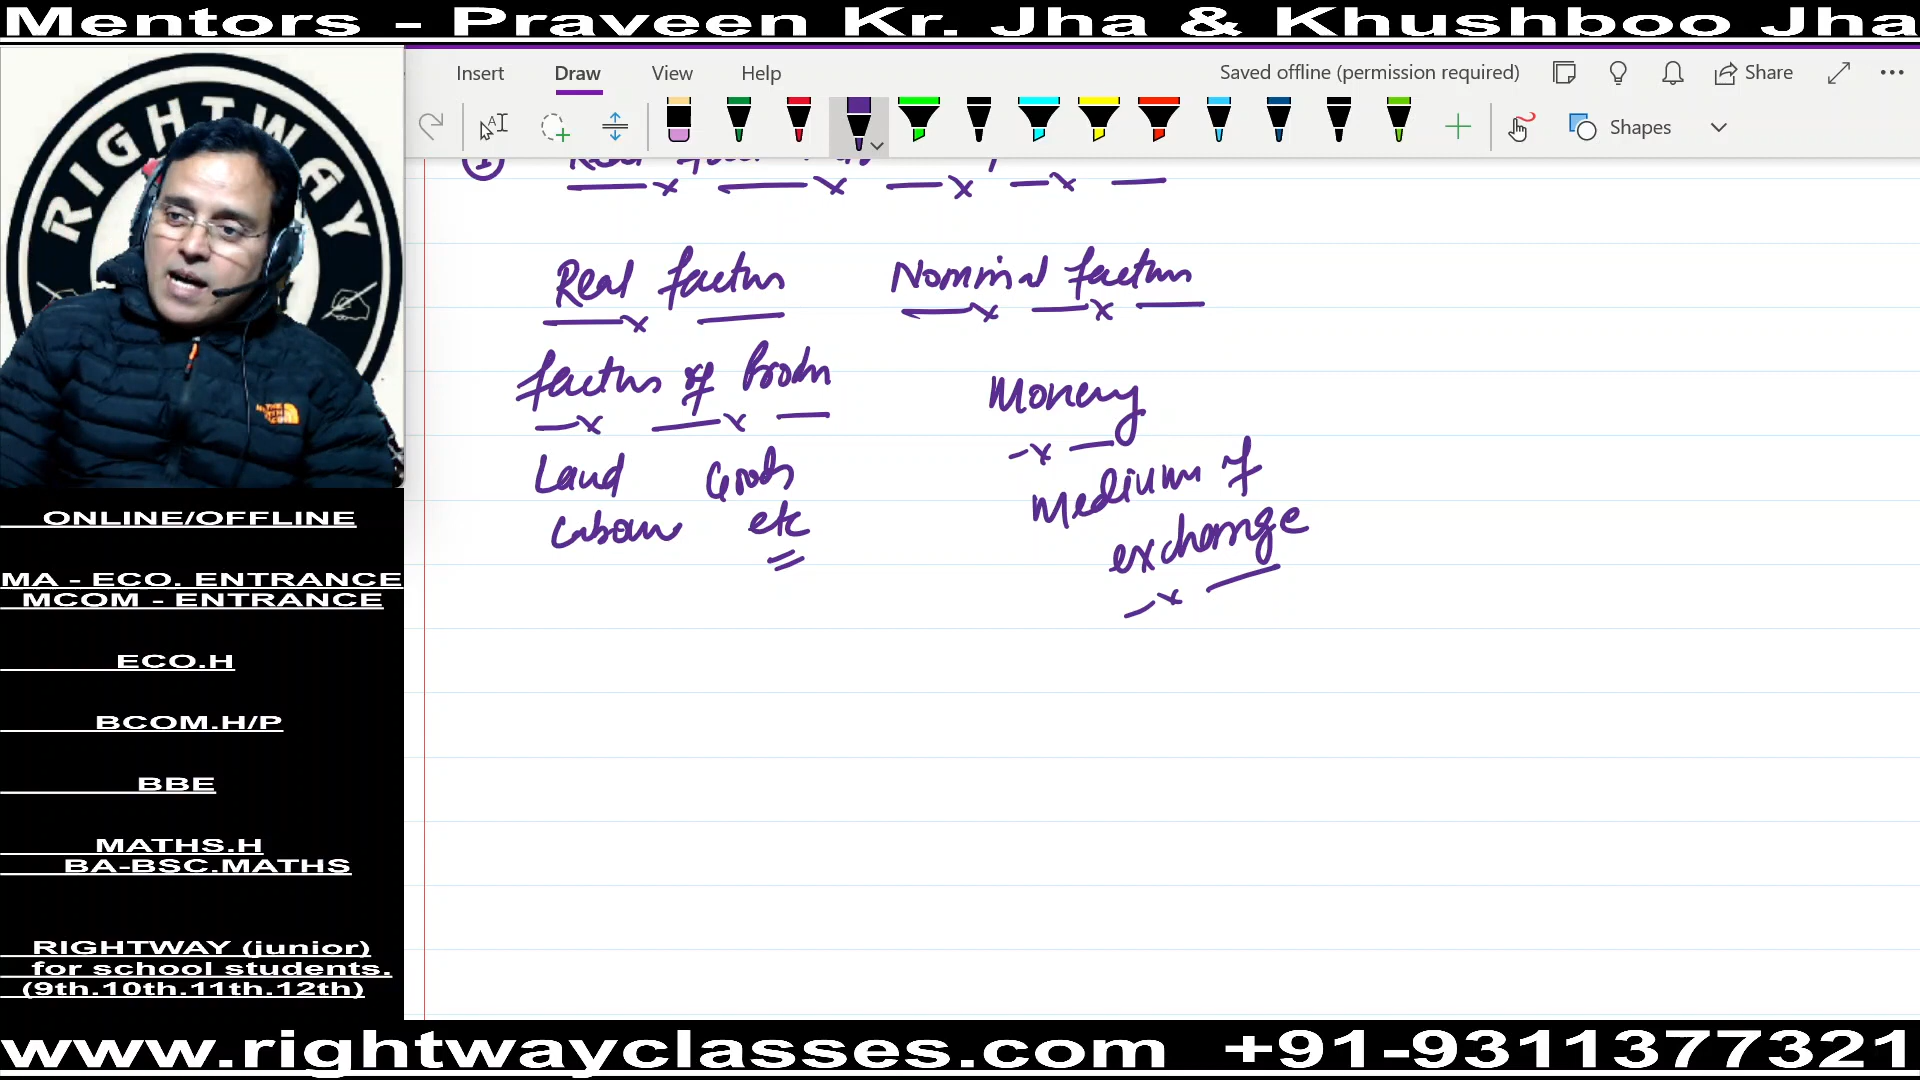 Mentors - Praveen Kr. Jha & Khushboo Jha
RIGHTWAY
Insert Draw View Help
Saved offline (permission required) Share
Shapes
1
Real factors Nominal factors
factors of Prodn
Money
Land Goods
Medium of
Labour etc
exchange
ONLINE/OFFLINE
MA - ECO. ENTRANCE
MCOM - ENTRANCE
ECO.H
BCOM.H/P
BBE
MATHS.H
BA-BSC.MATHS
RIGHTWAY (junior)
for school students.
(9th.10th.11th.12th)
www.rightwayclasses.com +91-9311377321